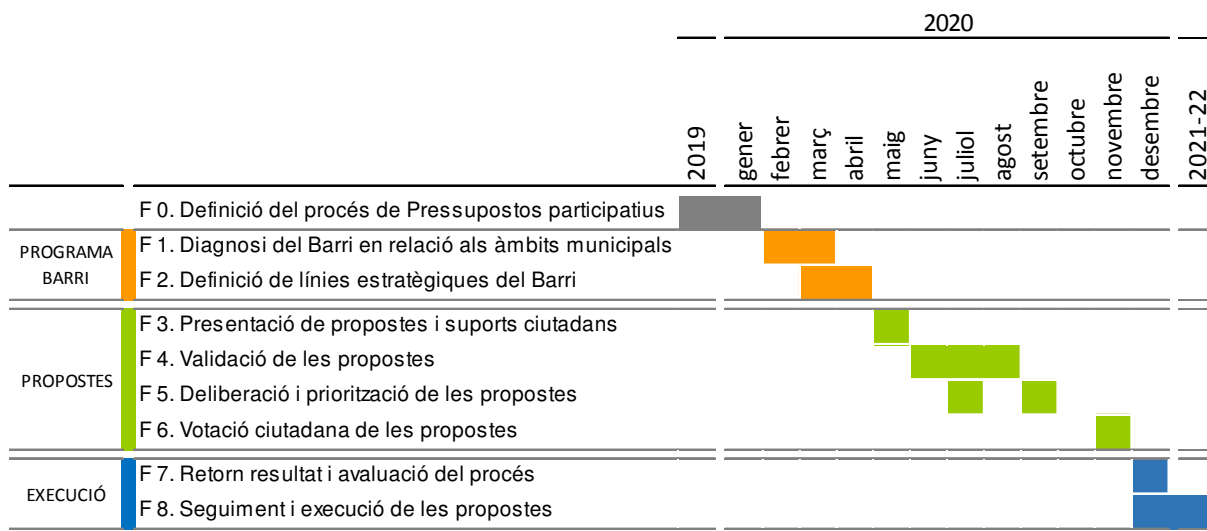 2020
2019
gener
febrer
març
abril
maig
juny
juliol
agost
setembre
octubre
novembre
desembre
2021-22
F 0. Definició del procés de Pressupostos participatius
PROGRAMA
BARRI
F 1. Diagnosi del Barri en relació als àmbits municipals
F 2. Definició de línies estratègiques del Barri
PROPOSTES
F 3. Presentació de propostes i suports ciutadans
F 4. Validació de les propostes
F 5. Deliberació i priorització de les propostes
F 6. Votació ciutadana de les propostes
EXECUCIÓ
F 7. Retorn resultat i avaluació del procés
F 8. Seguiment i execució de les propostes